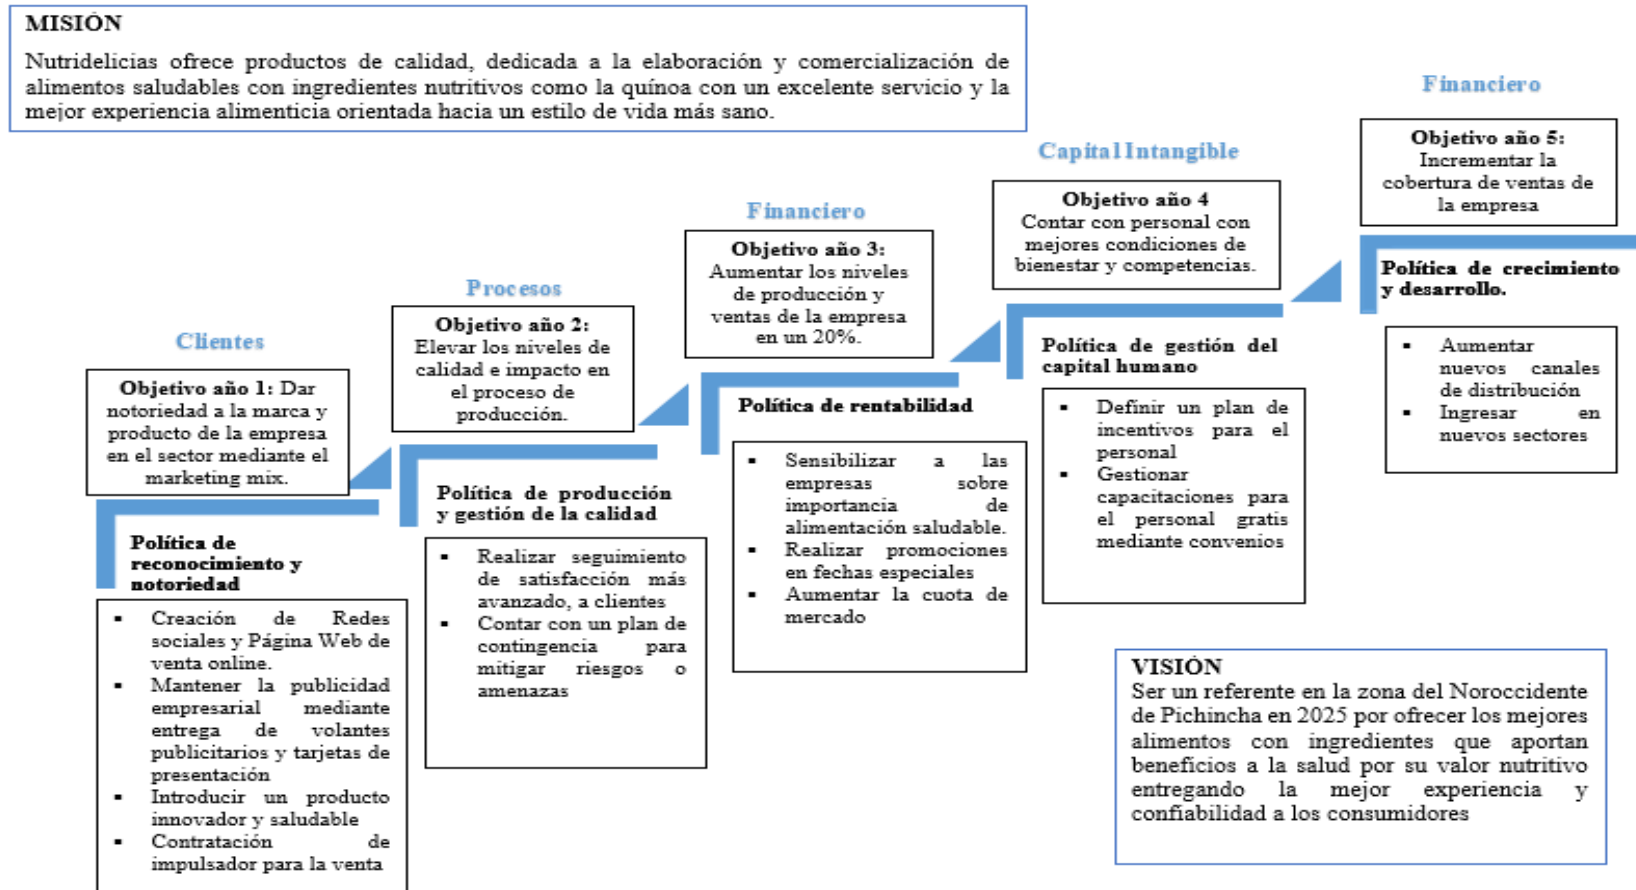 MISIÓN
Nutridelicias ofrece productos de calidad, dedicada a la elaboración y comercialización de
alimentos saludables con ingredientes nutritivos como la quínoa con un excelente servicio y la
mejor experiencia alimenticia orientada hacia un estilo de vida más sano.
Clientes
Objetivo año 1: Dar
notoriedad a la marca y
producto de la empresa
en el sector mediante el
marketing mix.
Política de
reconocimiento y
notoriedad
▪ Creación de Redes
sociales y Página Web de
venta online.
▪ Mantener la publicidad
empresarial mediante
entrega de volantes
publicitarios y tarjetas de
presentación
▪ Introducir un producto
innovador y saludable
▪ Contratación de
impulsador para la venta
Procesos
Objetivo año 2:
Elevar los niveles de
calidad e impacto en
el proceso de
producción.
Política de producción
y gestión de la calidad
▪ Realizar seguimiento
de satisfacción más
avanzado, a clientes
▪ Contar con un plan de
contingencia para
mitigar riesgos o
amenazas
Financiero
Objetivo año 3:
Aumentar los niveles
de producción y
ventas de la empresa
en un 20%.
Política de rentabilidad
▪ Sensibilizar a las
empresas sobre
importancia de
alimentación saludable.
▪ Realizar promociones
en fechas especiales
▪ Aumentar la cuota de
mercado
Capital Intangible
Objetivo año 4
Contar con personal con
mejores condiciones de
bienestar y competencias.
Política de gestión del
capital humano
▪ Definir un plan de
incentivos para el
personal
▪ Gestionar
capacitaciones para
el personal gratis
mediante convenios
Financiero
Objetivo año 5:
Incrementar la
cobertura de ventas de
la empresa
Política de crecimiento
y desarrollo.
▪ Aumentar
nuevos canales
de distribución
▪ Ingresar en
nuevos sectores
VISIÓN
Ser un referente en la zona del Noroccidente
de Pichincha en 2025 por ofrecer los mejores
alimentos con ingredientes que aportan
beneficios a la salud por su valor nutritivo
entregando la mejor experiencia y
confiabilidad a los consumidores